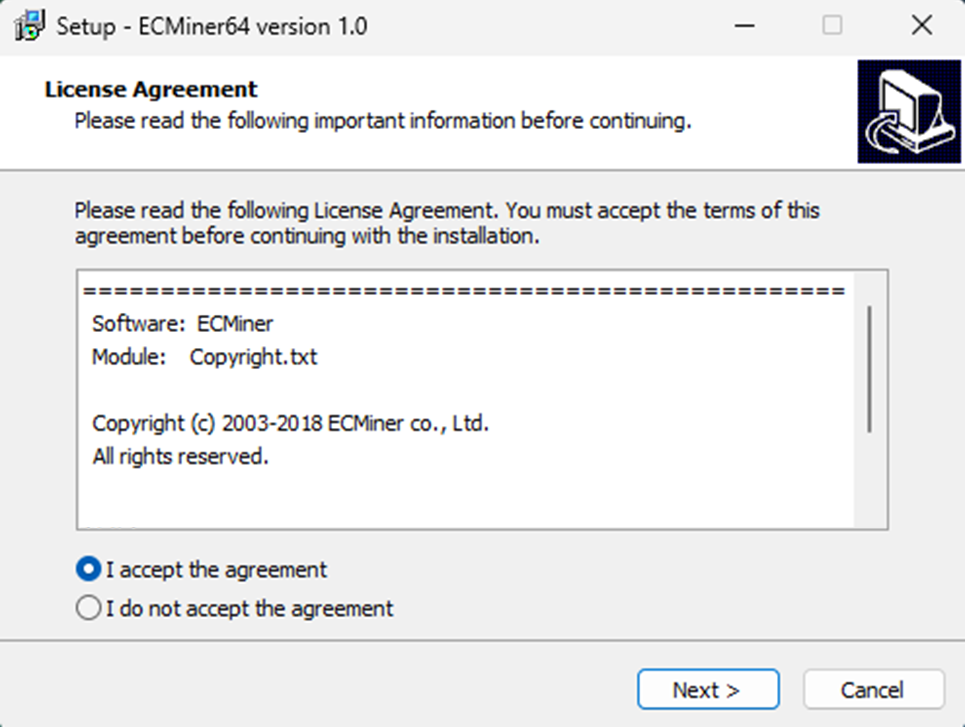 Setup - ECMiner64 version 1.0
License Agreement
Please read the following important information before continuing.
Please read the following License Agreement. You must accept the terms of this
agreement before continuing with the installation.
==================================================
Software: ECMiner
Module: Copyright.txt
Copyright (c) 2003-2018 ECMiner co., Ltd.
All rights reserved.
I accept the agreement
I do not accept the agreement
Next >
Cancel